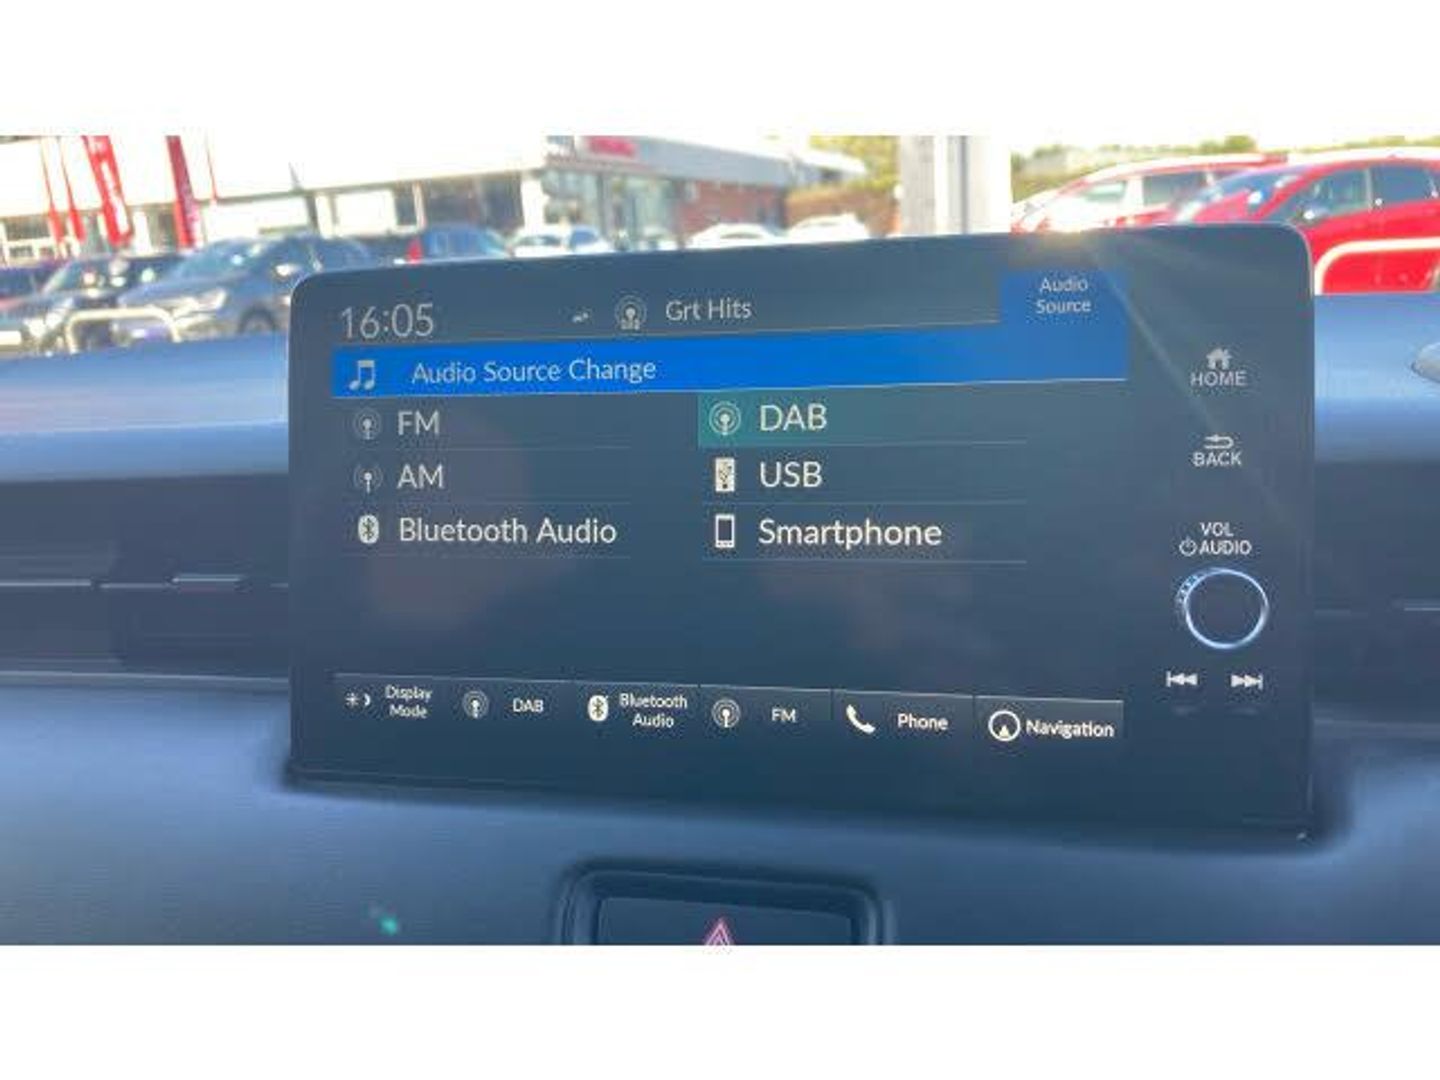 16:05
Grt Hits
Audio
Source
Audio Source Change
FM
DAB
AM
USB
Bluetooth Audio
Smartphone
HOME
BACK
VOL
AUDIO
Display
Mode
DAB
Bluetooth
Audio
FM
Phone
Navigation